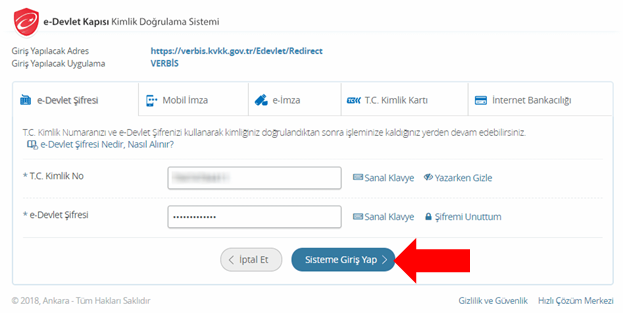 e-Devlet Kapısı Kimlik Doğrulama Sistemi
Giriş Yapılacak Adres https://verbis.kvkk.gov.tr/Edevlet/Redirect
Giriş Yapılacak Uygulama VERBİS
e-Devlet Şifresi Mobil İmza e-İmza T.C. Kimlik Kartı İnternet Bankacılığı
T.C. Kimlik Numaranızı ve e-Devlet Şifrenizi kullanarak kimliğiniz doğrulandıktan sonra işleminize kaldığınız yerden devam edebilirsiniz.
e-Devlet Şifresi Nedir, Nasıl Alınır?
* T.C. Kimlik No Sanal Klavye Yazarken Gizle
* e-Devlet Şifresi ••••••••••••• Sanal Klavye Şifremi Unuttum
İptal Et Sisteme Giriş Yap
© 2018, Ankara - Tüm Hakları Saklıdır Gizlilik ve Güvenlik Hızlı Çözüm Merkezi